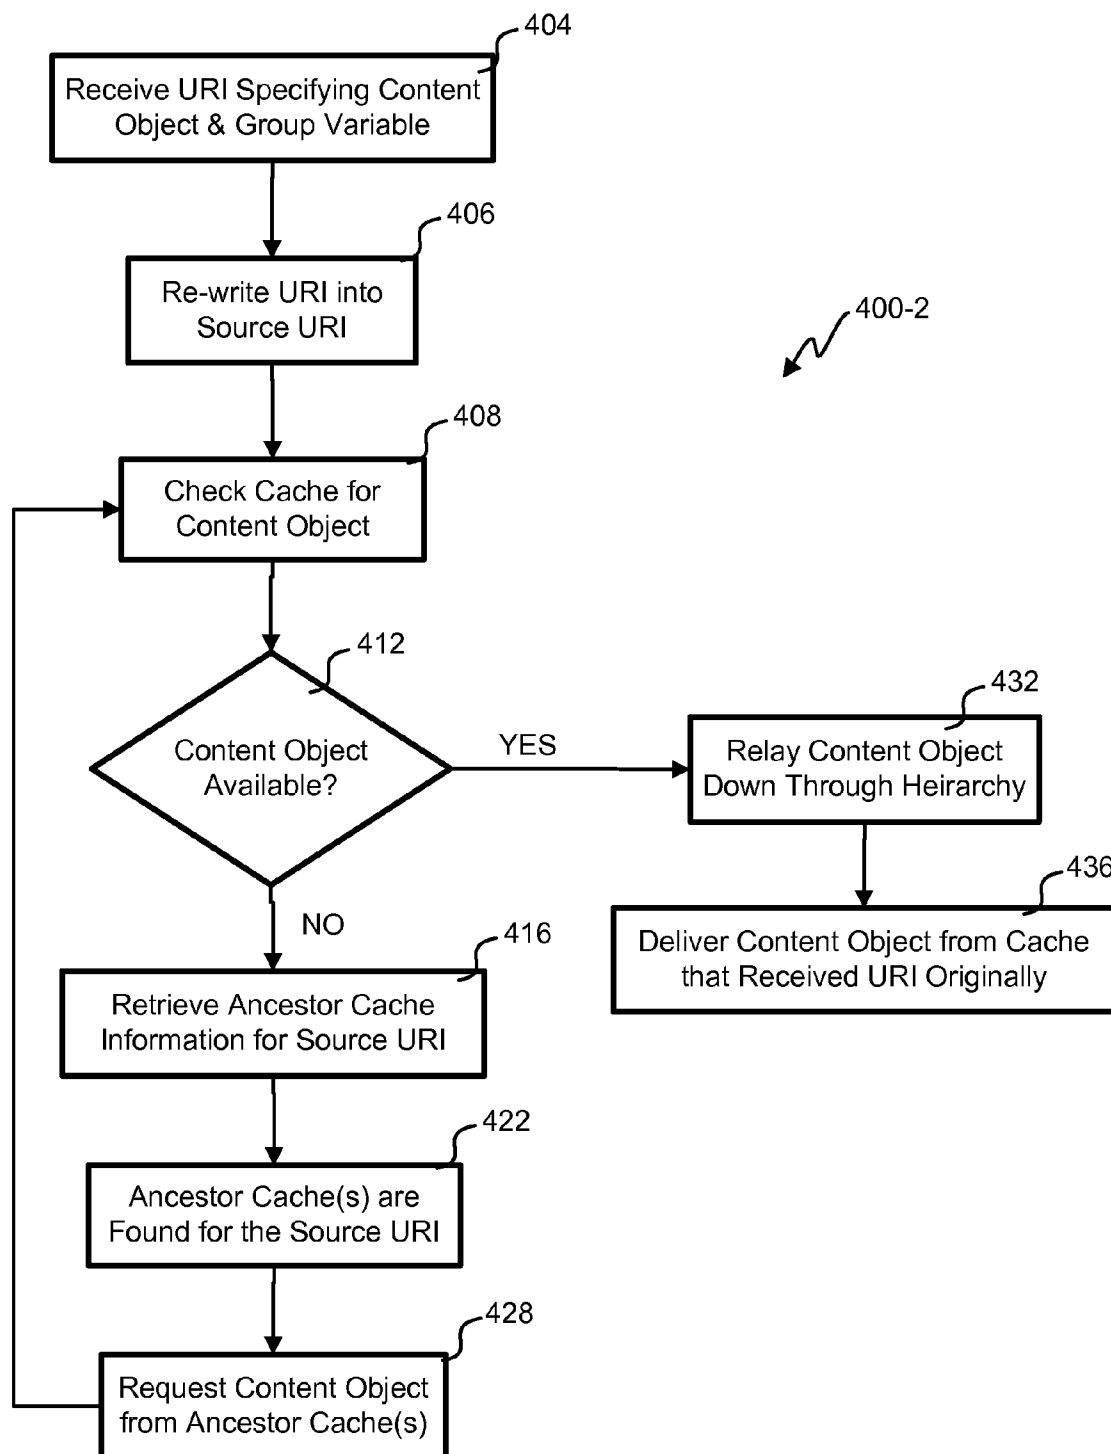 404
Receive URI Specifying Content
Object & Group Variable
406
Re-write URI into
Source URI
400-2
408
Check Cache for
Content Object
412
Content Object
Available?
YES
432
Relay Content Object
Down Through Heirarchy
436
Deliver Content Object from Cache
that Received URI Originally
NO
416
Retrieve Ancestor Cache
Information for Source URI
422
Ancestor Cache(s) are
Found for the Source URI
428
Request Content Object
from Ancestor Cache(s)